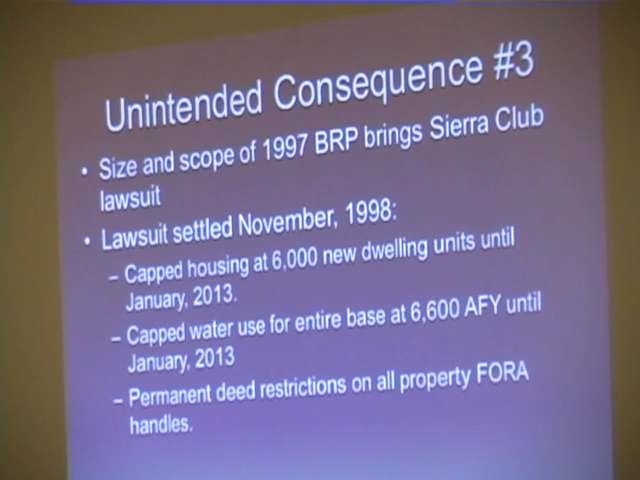 Unintended Consequence #3
• Size and scope of 1997 BRP brings Sierra Club
lawsuit
• Lawsuit settled November, 1998:
– Capped housing at 6,000 new dwelling units until
January, 2013.
– Capped water use for entire base at 6,600 AFY until
January, 2013
– Permanent deed restrictions on all property FORA
handles.